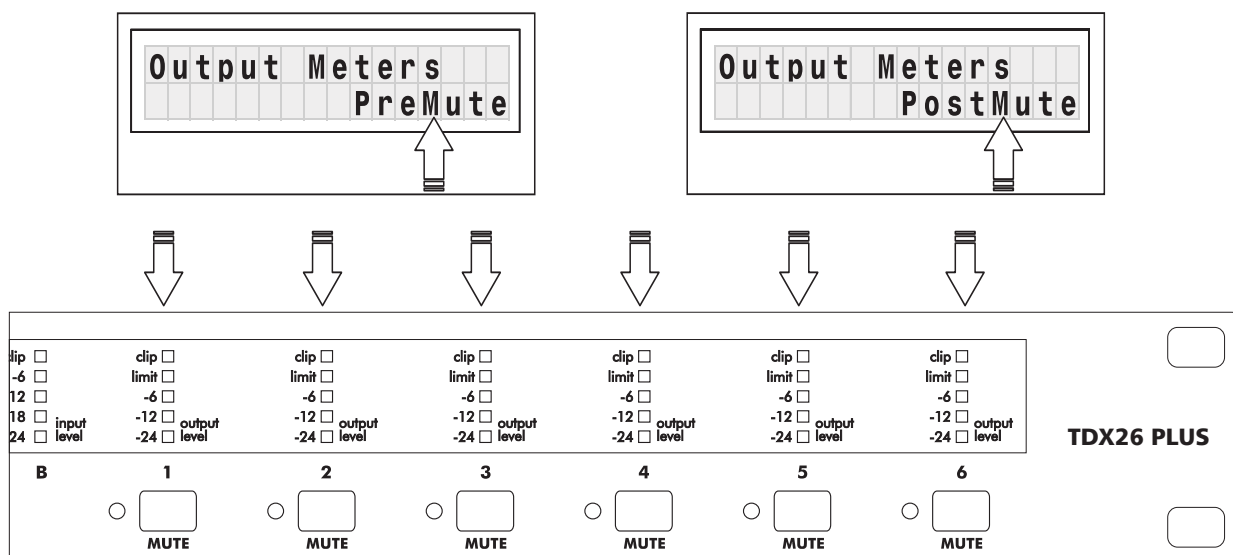 Output Meters
PreMute
Output Meters
PostMute
clip clip clip clip clip clip clip
-6 limit limit limit limit limit limit
12 -6 -6 -6 -6 -6 -6
18 input -12 output -12 output -12 output -12 output -12 output -12 output
24 level -24 level -24 level -24 level -24 level -24 level -24 level
TDX26 PLUS
B 1 2 3 4 5 6
MUTE MUTE MUTE MUTE MUTE MUTE